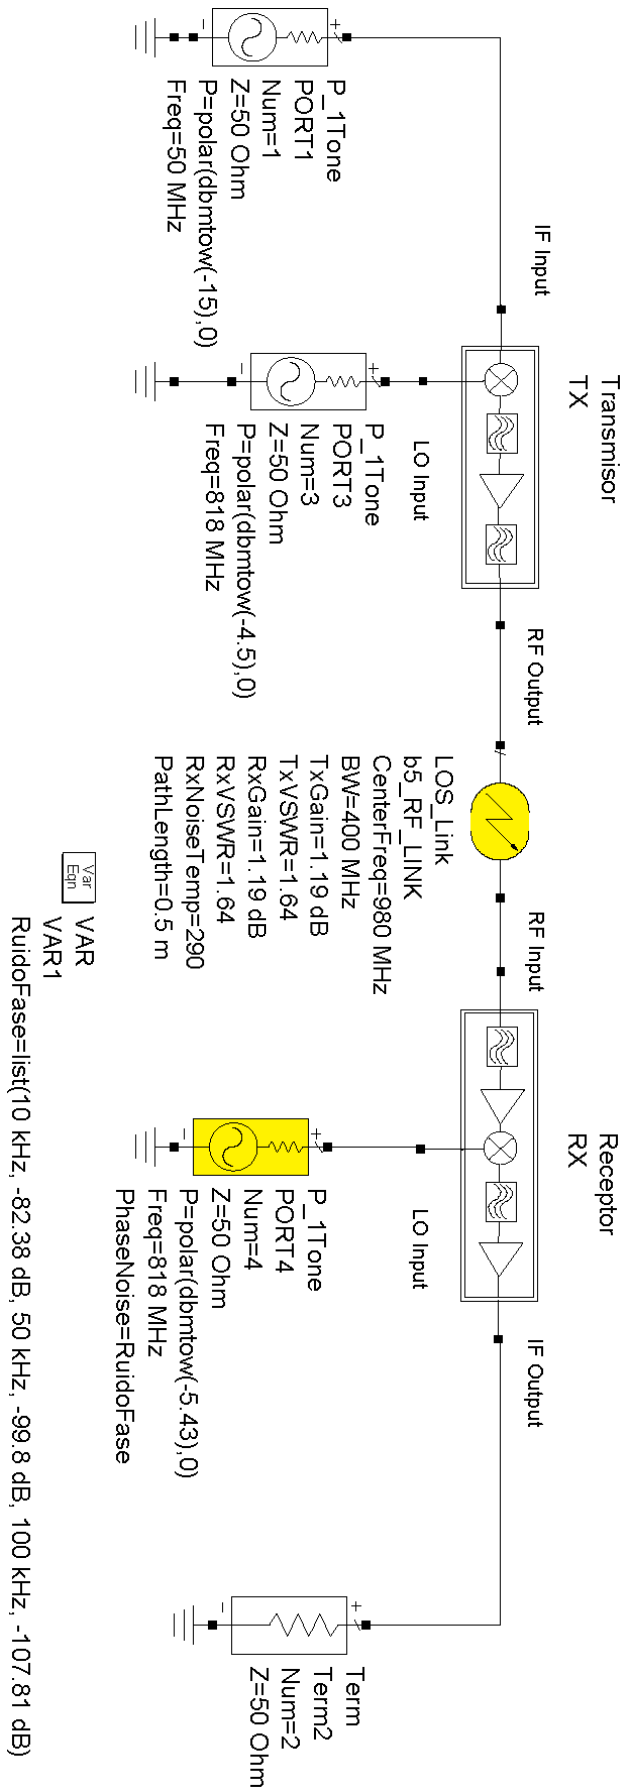 Transmisor
TX
Receptor
RX
IF Input
LO Input
RF Output
RF Input
LO Input
IF Output
P_1Tone
PORT1
Num=1
Z=50 Ohm
P=polar(dbmtow(-15),0)
Freq=50 MHz
P_1Tone
PORT3
Num=3
Z=50 Ohm
P=polar(dbmtow(-4.5),0)
Freq=818 MHz
LOS_Link
b5_RF_LINK
CenterFreq=980 MHz
BW=400 MHz
TxGain=1.19 dB
TxVSWR=1.64
RxGain=1.19 dB
RxVSWR=1.64
RxNoiseTemp=290
PathLength=0.5 m
P_1Tone
PORT4
Num=4
Z=50 Ohm
P=polar(dbmtow(-5.43),0)
Freq=818 MHz
PhaseNoise=RuidoFase
Term
Term2
Num=2
Z=50 Ohm
Var
Eqn
VAR
VAR1
RuidoFase=list(10 kHz, -82.38 dB, 50 kHz, -99.8 dB, 100 kHz, -107.81 dB)